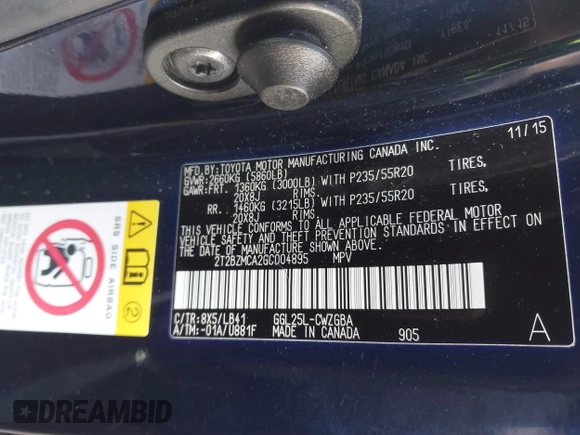 MFD.BY:TOYOTA MOTOR MANUFACTURING CANADA INC. 11/15
GVWR:2660KG (5860LB)
GAWR:FRT. 1360KG (3000LB)WITH P235/55R20 TIRES,
20X8J RIMS.
RR. 1460KG (3215LB)WITH P235/55R20 TIRES,
20X8J RIMS.
THIS VEHICLE CONFORMS TO ALL APPLICABLE FEDERAL MOTOR
VEHICLE SAFETY AND THEFT PREVENTION STANDARDS IN EFFECT ON
THE DATE OF MANUFACTURE SHOWN ABOVE.
2T2BZMCA2GC004895 MPV
C/TR:8X5/LB41 GGL25L-CWZGBA
A/TM:-01A/U881F MADE IN CANADA 905 A
SRS SIDE AIRBAG
2
DREAMBID